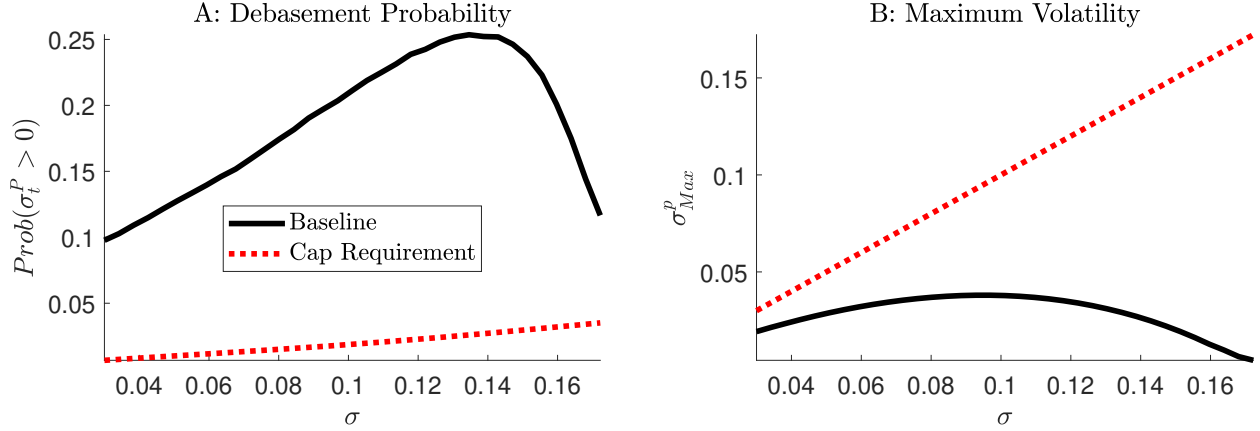 A: Debasement Probability
0.25
0.2
0.15
0.1
0.05
Prob(σ_t^P > 0)
Baseline
Cap Requirement
0.04 0.06 0.08 0.1 0.12 0.14 0.16
σ
B: Maximum Volatility
0.15
0.1
0.05
σ_{Max}^p
0.04 0.06 0.08 0.1 0.12 0.14 0.16
σ